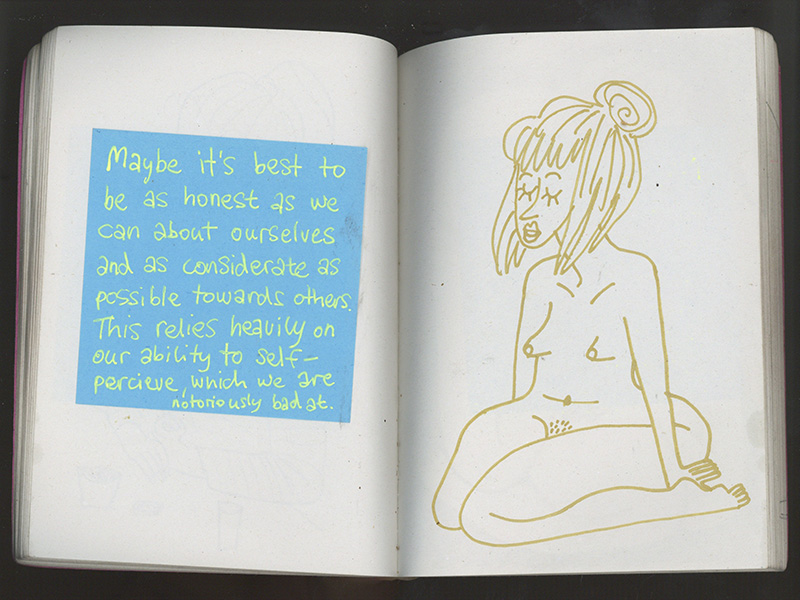 Maybe it's best to
be as honest as we
can about ourselves
and as considerate as
possible towards others.
This relies heavily on
our ability to self-
percieve, which we are
notoriously bad at.